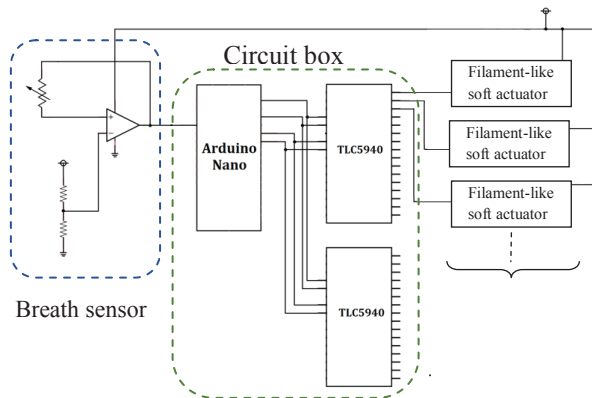 Circuit box
Filament-like
soft actuator
Arduino
Nano
TLC5940
Filament-like
soft actuator
Filament-like
soft actuator
Breath sensor
TLC5940